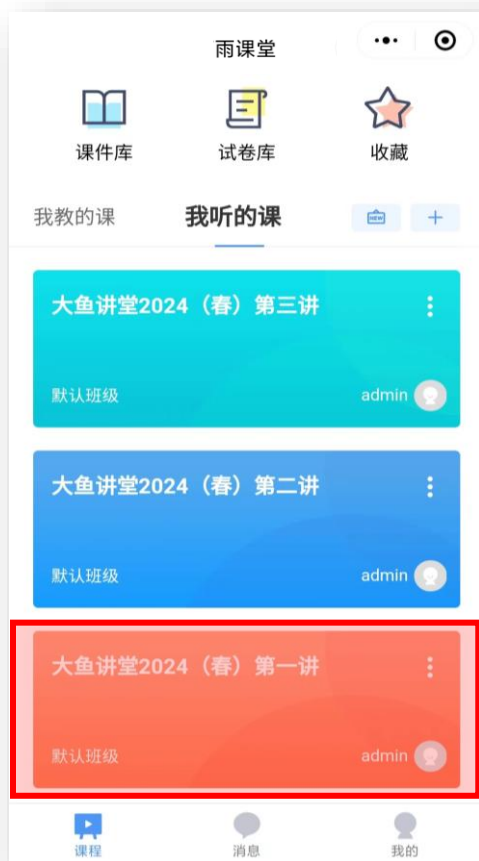 雨课堂
课件库 试卷库 收藏
我教的课 我听的课 NEW +
大鱼讲堂2024（春）第三讲
默认班级 admin
大鱼讲堂2024（春）第二讲
默认班级 admin
大鱼讲堂2024（春）第一讲
默认班级 admin
课程 消息 我的